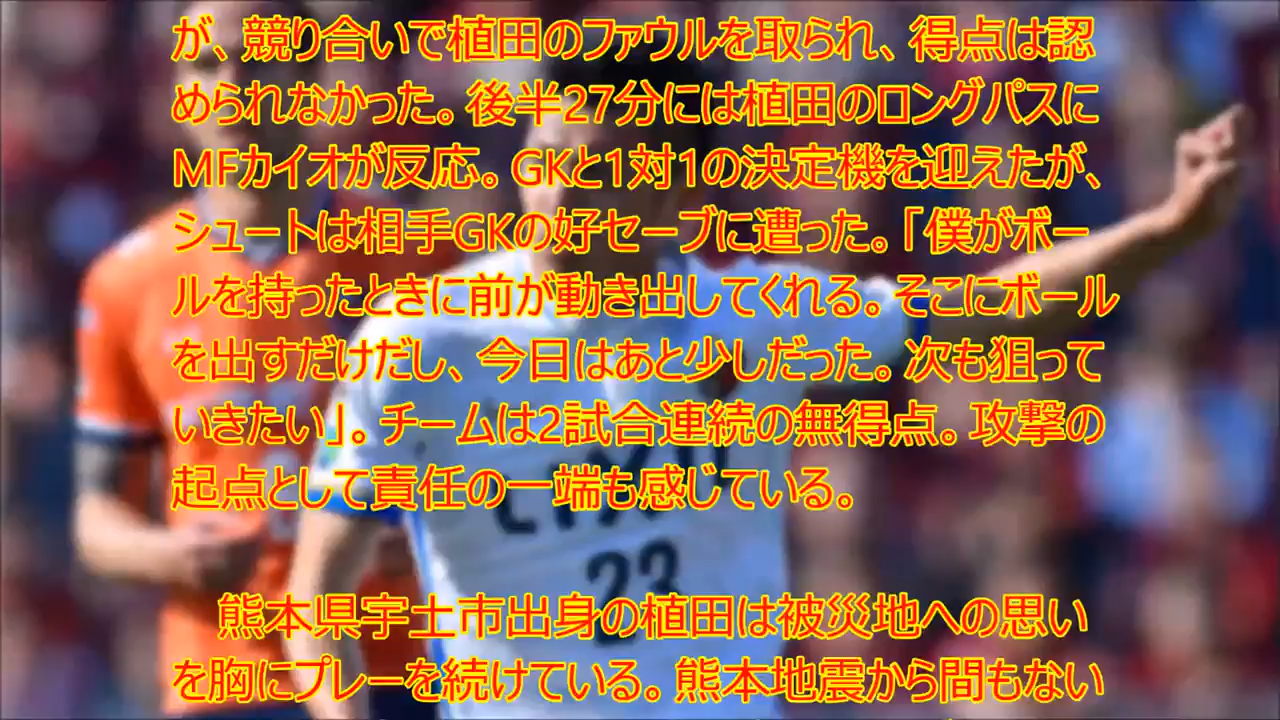 が、競り合いで植田のファウルを取られ、得点は認
められなかった。後半27分には植田のロングパスに
MFカイオが反応。GKと1対1の決定機を迎えたが、
シュートは相手GKの好セーブに遭った。「僕がボー
ルを持ったときに前が動き出してくれる。そこにボール
を出すだけだし、今日はあと少しだった。次も狙って
いきたい」。チームは2試合連続の無得点。攻撃の
起点として責任の一端も感じている。
熊本県宇土市出身の植田は被災地への思い
を胸にプレーを続けている。熊本地震から間もない
23